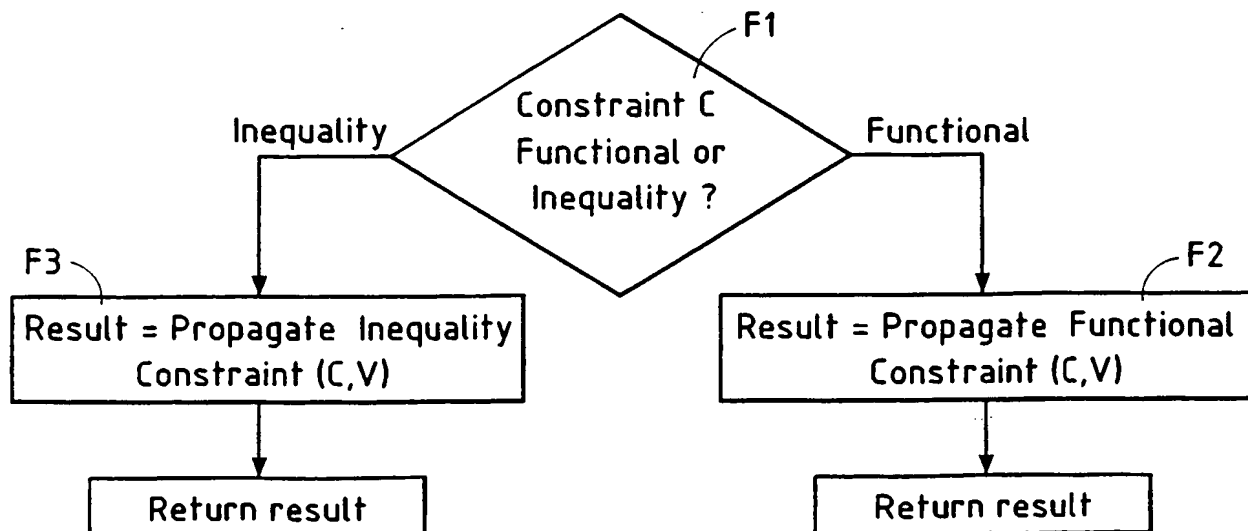 F1
Constraint C
Functional or
Inequality ?
Inequality
Functional
F3
Result = Propagate Inequality
Constraint (C,V)
Return result
F2
Result = Propagate Functional
Constraint (C,V)
Return result